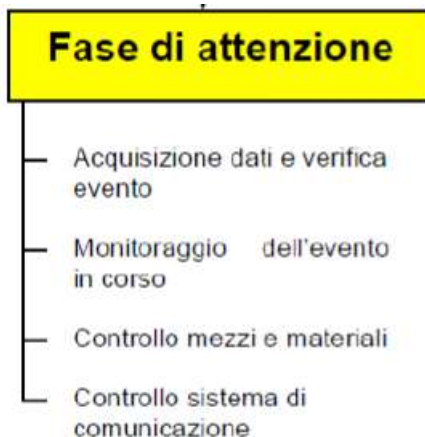 Fase di attenzione
Acquisizione dati e verifica
evento
Monitoraggio dell'evento
in corso
Controllo mezzi e materiali
Controllo sistema di
comunicazione